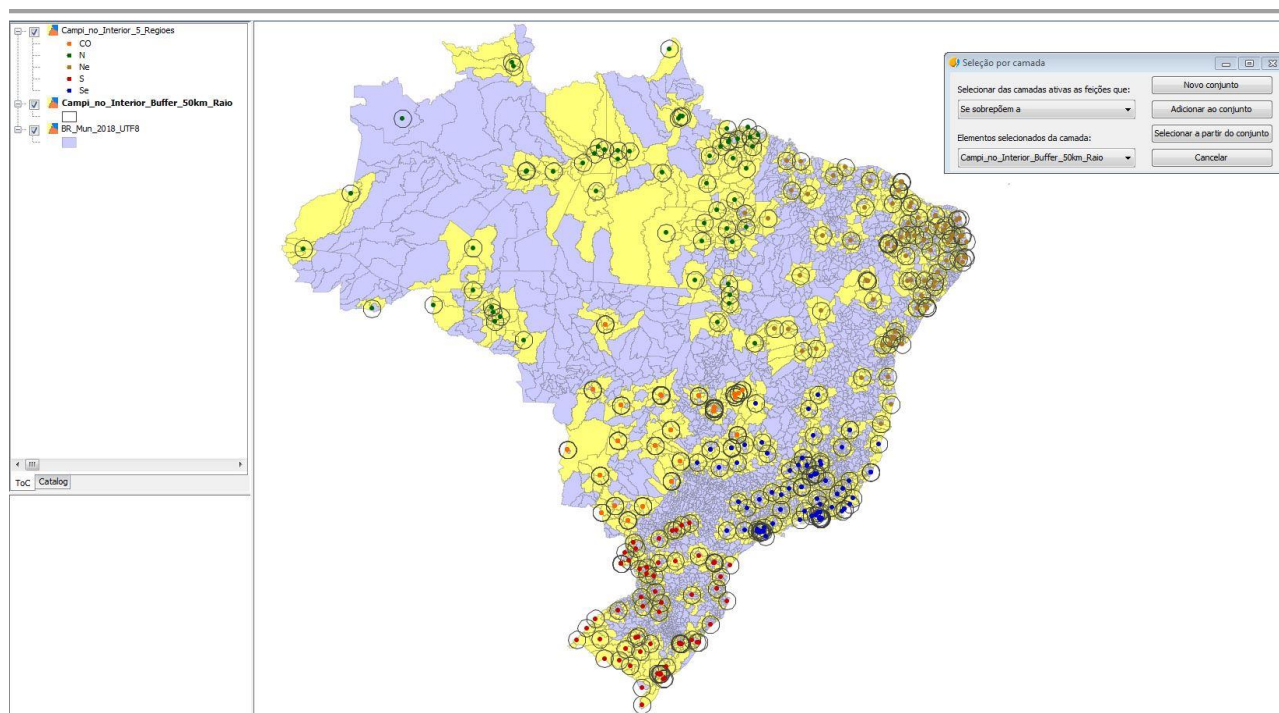 Campi_no_Interior_5_Regioes
CO
N
Ne
S
Se
Campi_no_Interior_Buffer_50km_Raio
BR_Mun_2018_UTF8
ToC
Catalog
Seleção por camada
Selecionar das camadas ativas as feições que:
Se sobrepõem a
Elementos selecionados da camada:
Campi_no_Interior_Buffer_50km_Raio
Novo conjunto
Adicionar ao conjunto
Selecionar a partir do conjunto
Cancelar